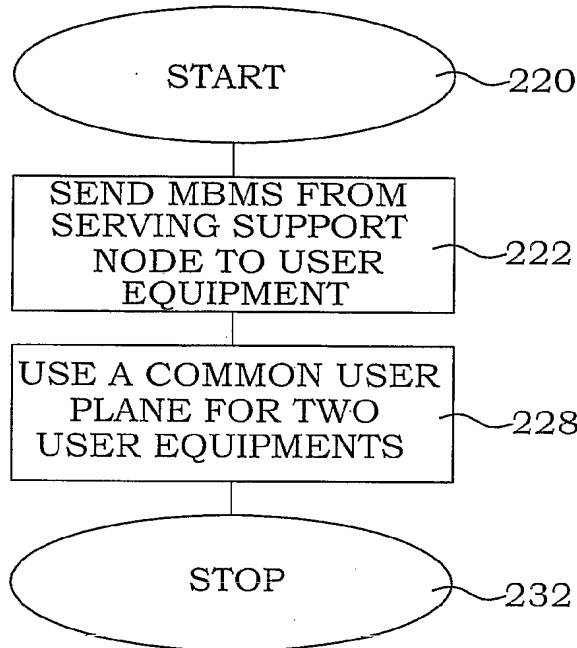 START
220
SEND MBMS FROM
SERVING SUPPORT
NODE TO USER
EQUIPMENT
222
USE A COMMON USER
PLANE FOR TWO
USER EQUIPMENTS
228
STOP
232